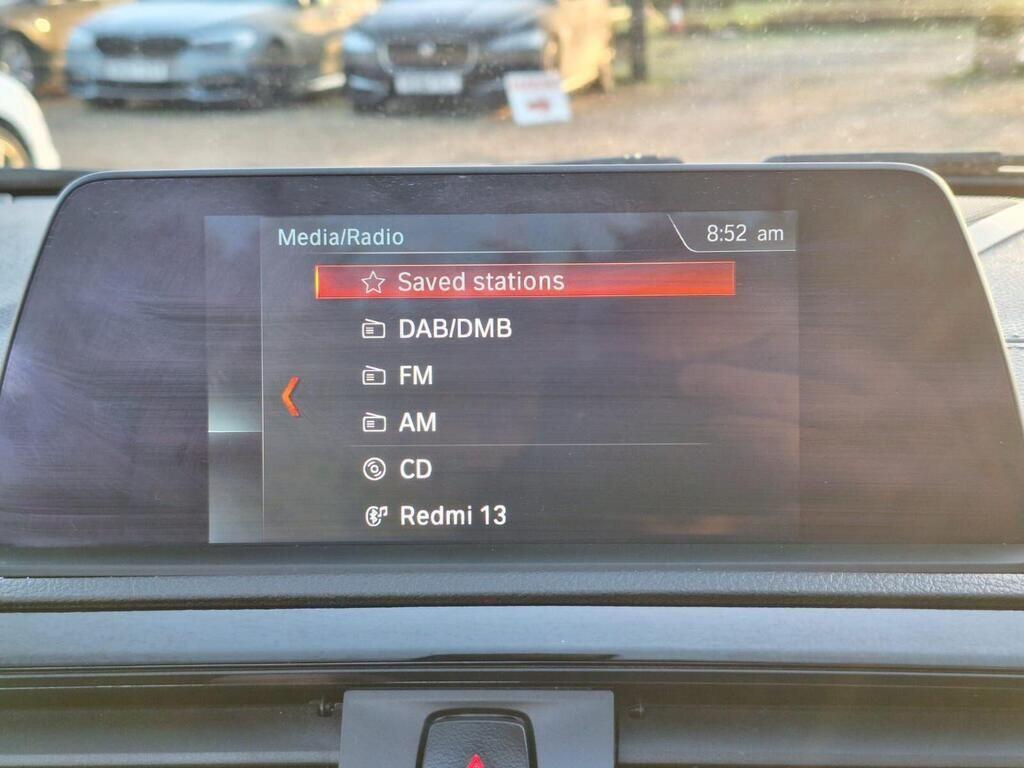 Media/Radio
8:52 am
Saved stations
DAB/DMB
FM
AM
CD
Redmi 13